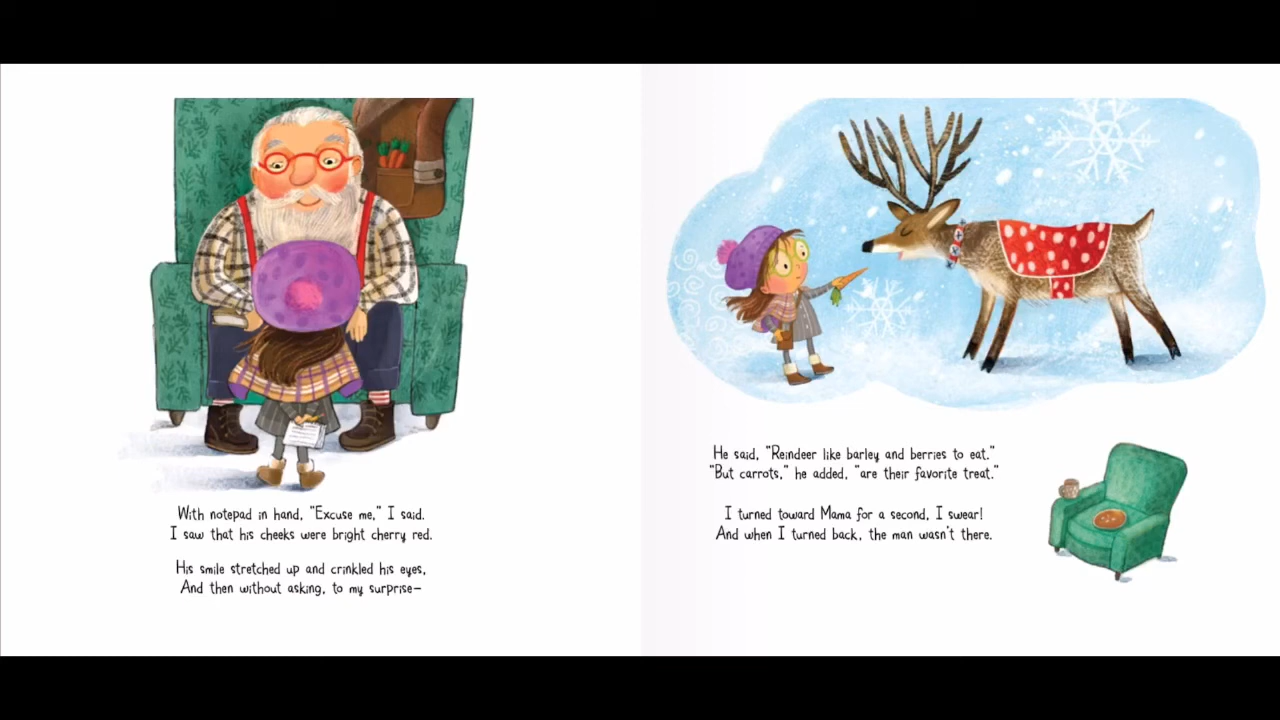 With notepad in hand, "Excuse me," I said.
I saw that his cheeks were bright cherry red.
His smile stretched up and crinkled his eyes,
And then without asking, to my surprise–
He said, "Reindeer like barley and berries to eat."
"But carrots," he added, "are their favorite treat."
I turned toward Mama for a second, I swear!
And when I turned back, the man wasn't there.